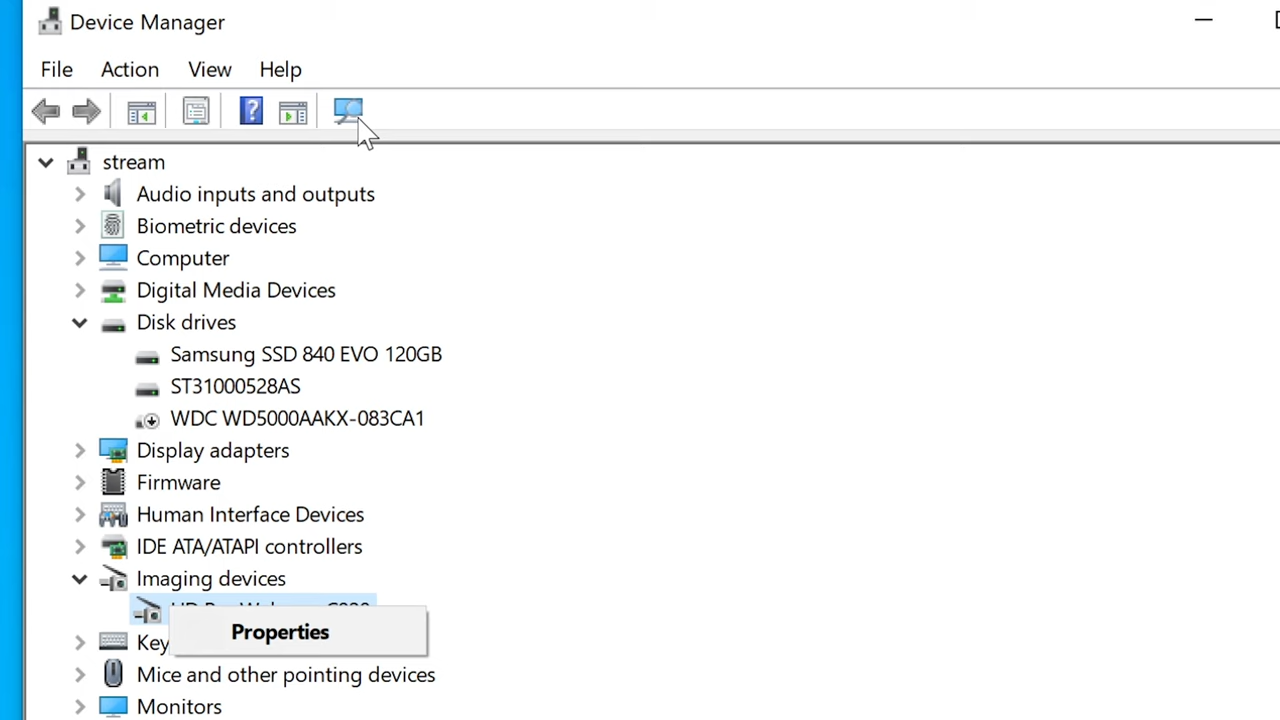 Device Manager
File Action View Help
stream
Audio inputs and outputs
Biometric devices
Computer
Digital Media Devices
Disk drives
Samsung SSD 840 EVO 120GB
ST31000528AS
WDC WD5000AAKX-083CA1
Display adapters
Firmware
Human Interface Devices
IDE ATA/ATAPI controllers
Imaging devices
Properties
Key
Mice and other pointing devices
Monitors